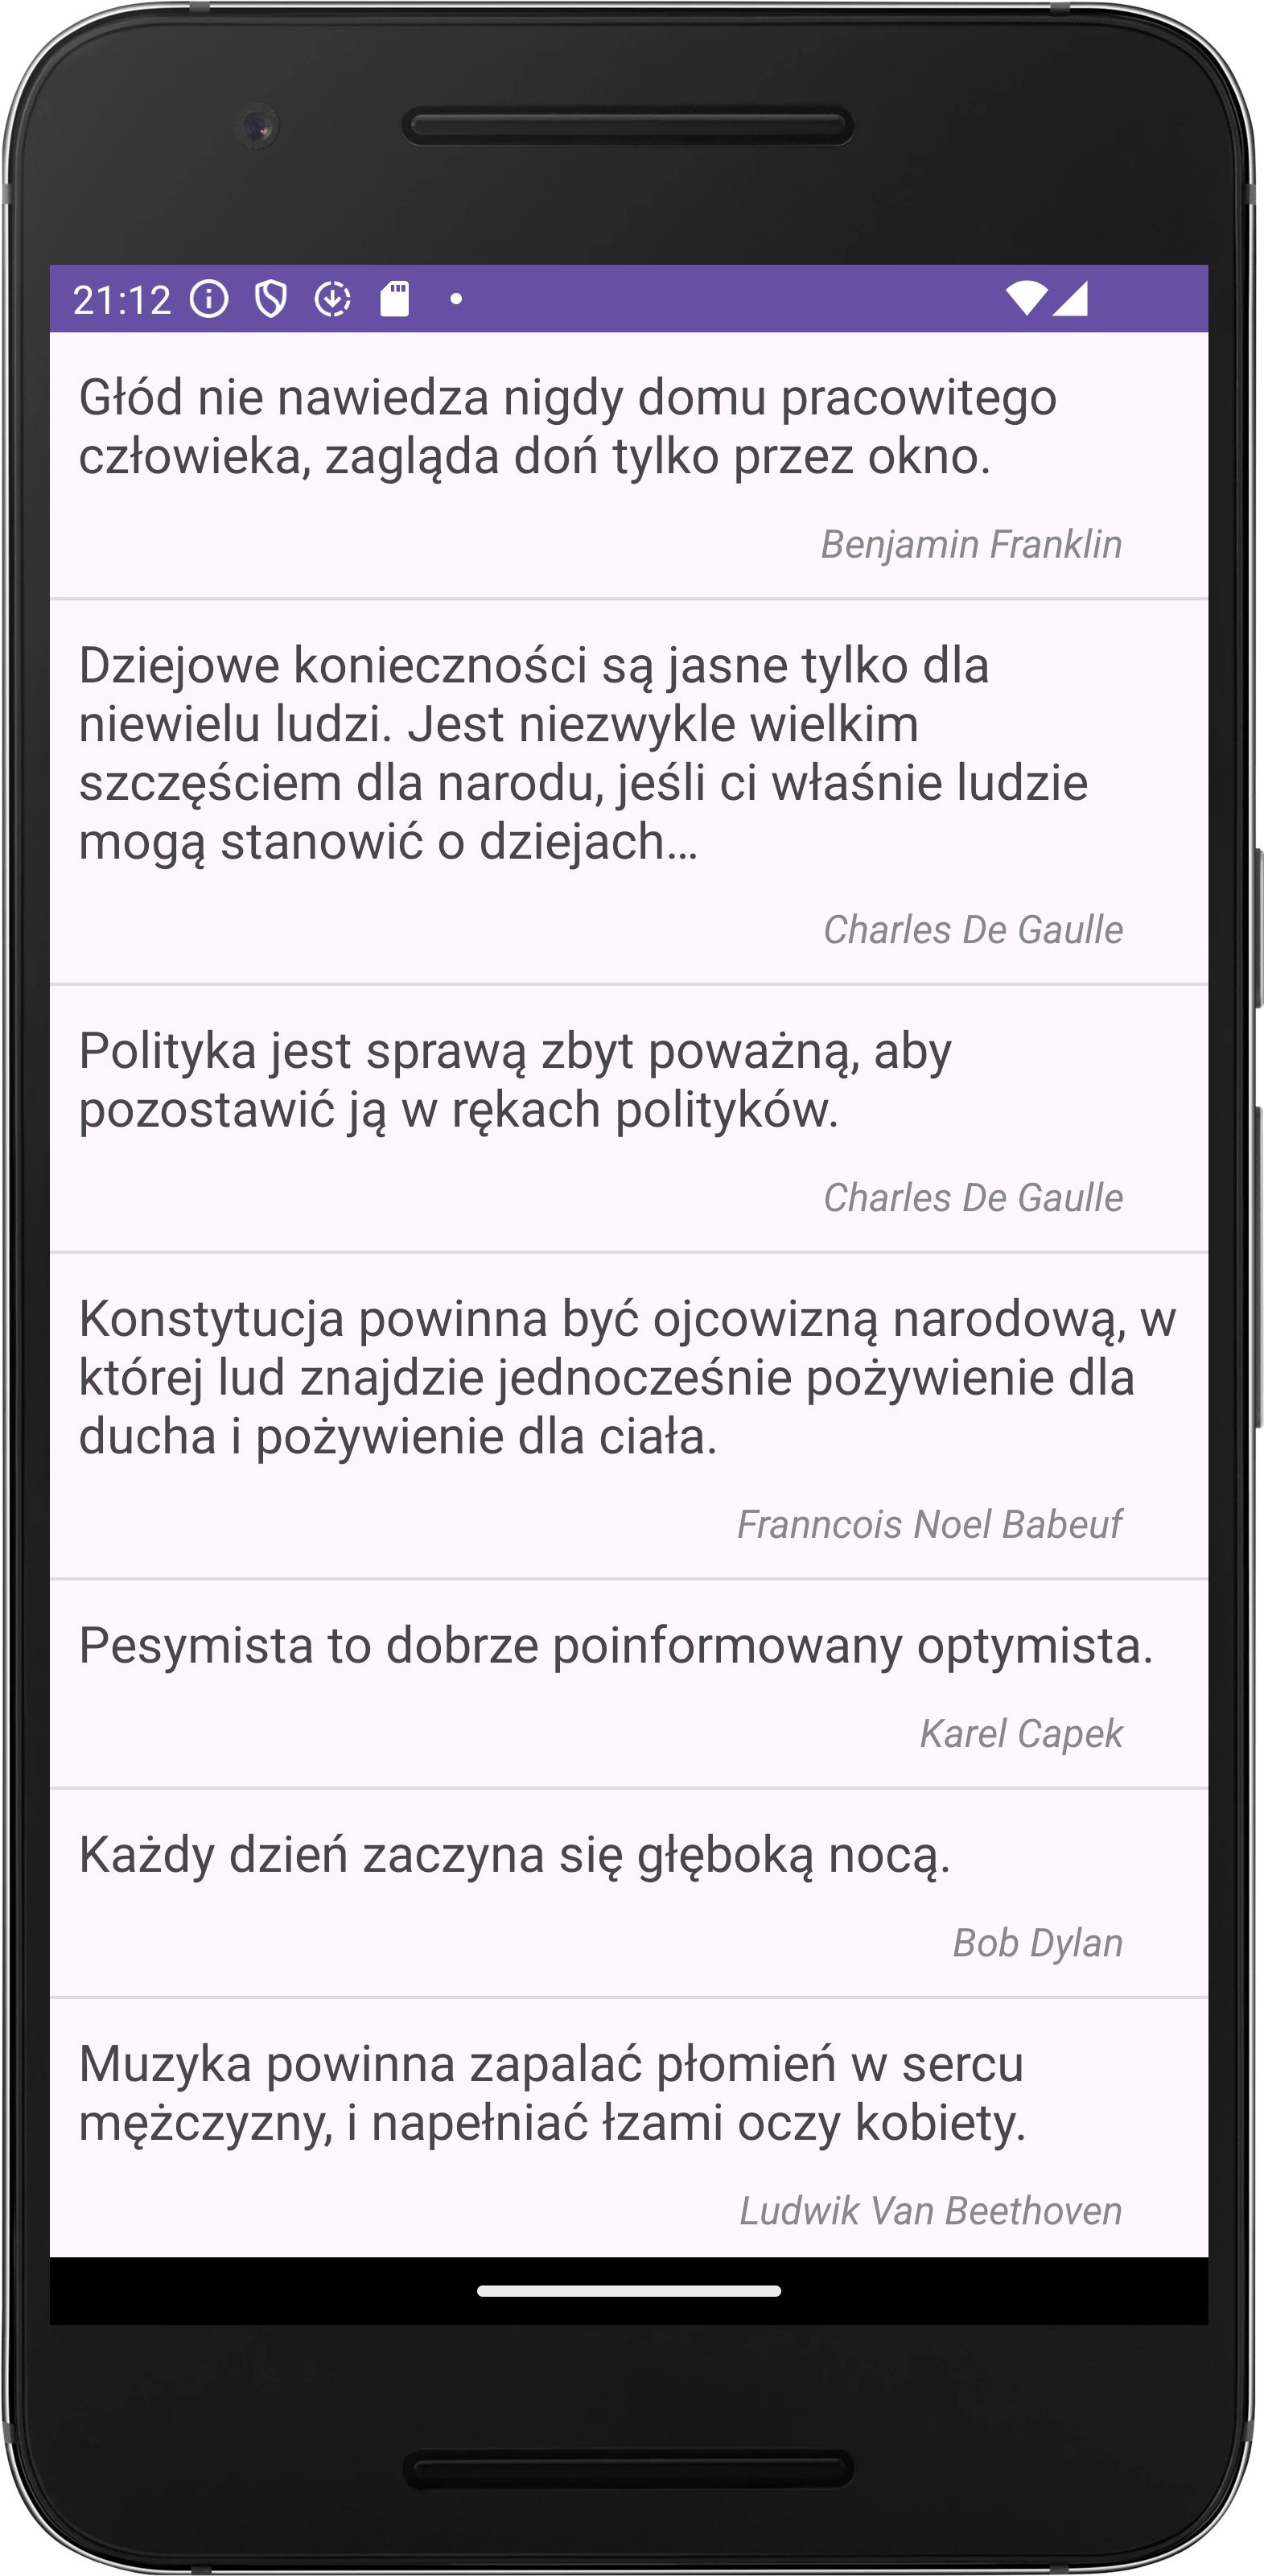 21:12
Głód nie nawiedza nigdy domu pracowitego
człowieka, zagląda doń tylko przez okno.
Benjamin Franklin
Dziejowe konieczności są jasne tylko dla
niewielu ludzi. Jest niezwykle wielkim
szczęściem dla narodu, jeśli ci właśnie ludzie
mogą stanowić o dziejach...
Charles De Gaulle
Polityka jest sprawą zbyt poważną, aby
pozostawić ją w rękach polityków.
Charles De Gaulle
Konstytucja powinna być ojcowizną narodową, w
której lud znajdzie jednocześnie pożywienie dla
ducha i pożywienie dla ciała.
Franncois Noel Babeuf
Pesymista to dobrze poinformowany optymista.
Karel Capek
Każdy dzień zaczyna się głęboką nocą.
Bob Dylan
Muzyka powinna zapalać płomień w sercu
mężczyzny, i napełniać łzami oczy kobiety.
Ludwik Van Beethoven